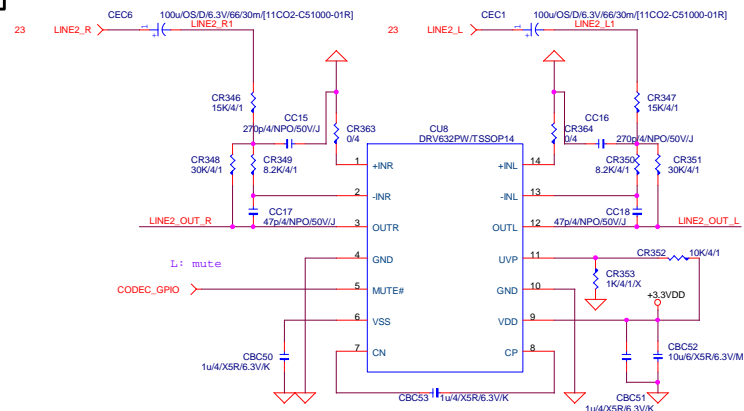 CEC6 100u/OS/D/6.3V/66/30m/[11CO2-C51000-01R]
23 LINE2_R 1 + LINE2_R1
CEC1 100u/OS/D/6.3V/66/30m/[11CO2-C51000-01R]
23 LINE2_L 1 + LINE2_L1
CR346
15K/4/1
CR347
15K/4/1
CC15
270p/4/NPO/50V/J
CR363
0/4
CU8
DRV632PW/TSSOP14
CR364
0/4
CC16
270p/4/NPO/50V/J
CR348
30K/4/1
CR349
8.2K/4/1
CR350
8.2K/4/1
CR351
30K/4/1
1 +INR +INL 14
2 -INR -INL 13
CC17
47p/4/NPO/50V/J
CC18
47p/4/NPO/50V/J
LINE2_OUT_R 3 OUTR OUTL 12 LINE2_OUT_L
4 GND UVP 11
CR352 10K/4/1
L: mute
CR353
1K/4/1/X
CODEC_GPIO 5 MUTE# GND 10
+3.3VDD
6 VSS VDD 9
7 CN CP 8
CBC50
1u/4/X5R/6.3V/K
CBC52
10u/6/X5R/6.3V/M
CBC53 1u/4/X5R/6.3V/K
CBC51
1u/4/X5R/6.3V/K